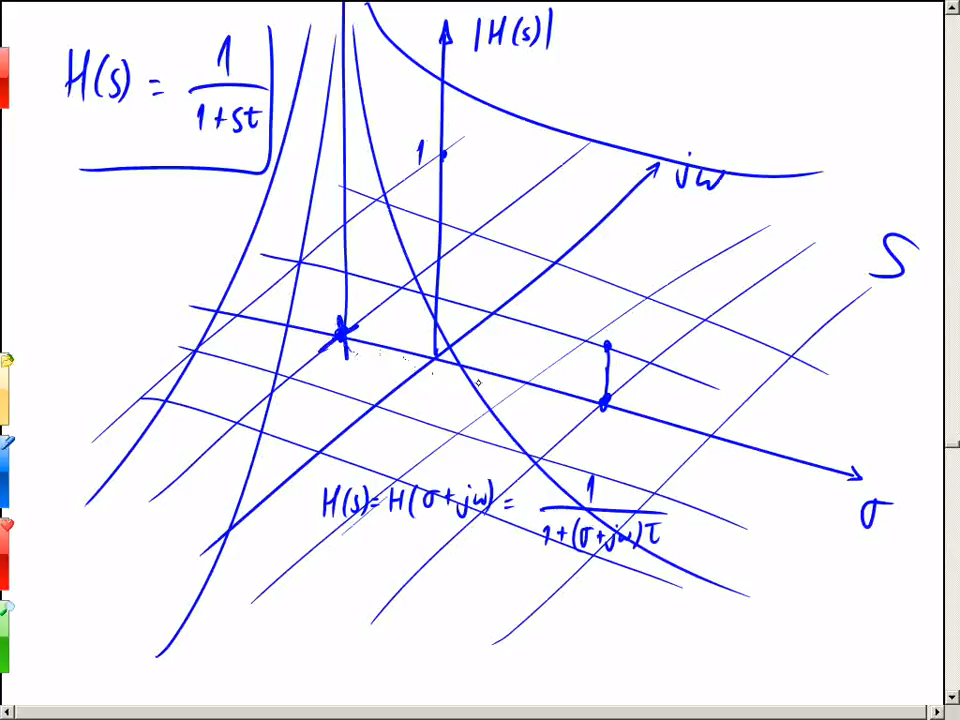 |H(s)|
H(s) = 1/(1+sτ)
1
jω
S
H(s)=H(σ+jω)= 1/(1+(σ+jω)τ)
σ